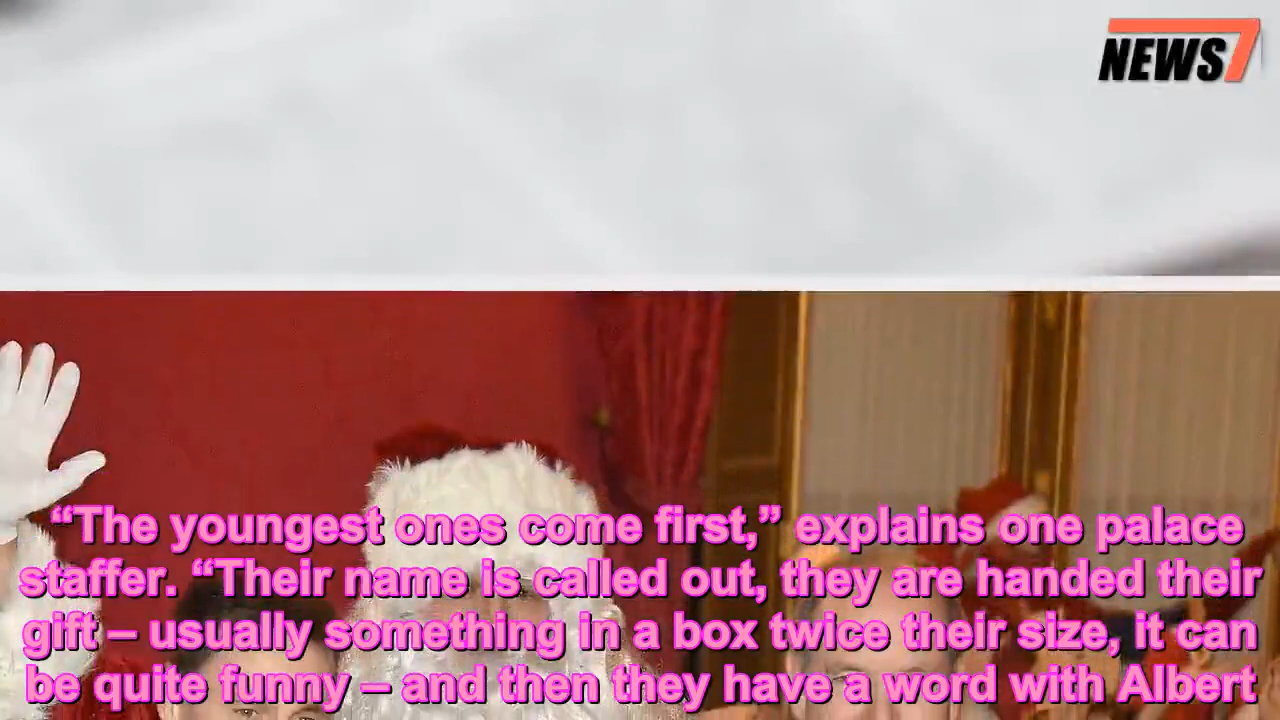 NEWS7
“The youngest ones come first,” explains one palace
staffer. “Their name is called out, they are handed their
gift – usually something in a box twice their size, it can
be quite funny – and then they have a word with Albert